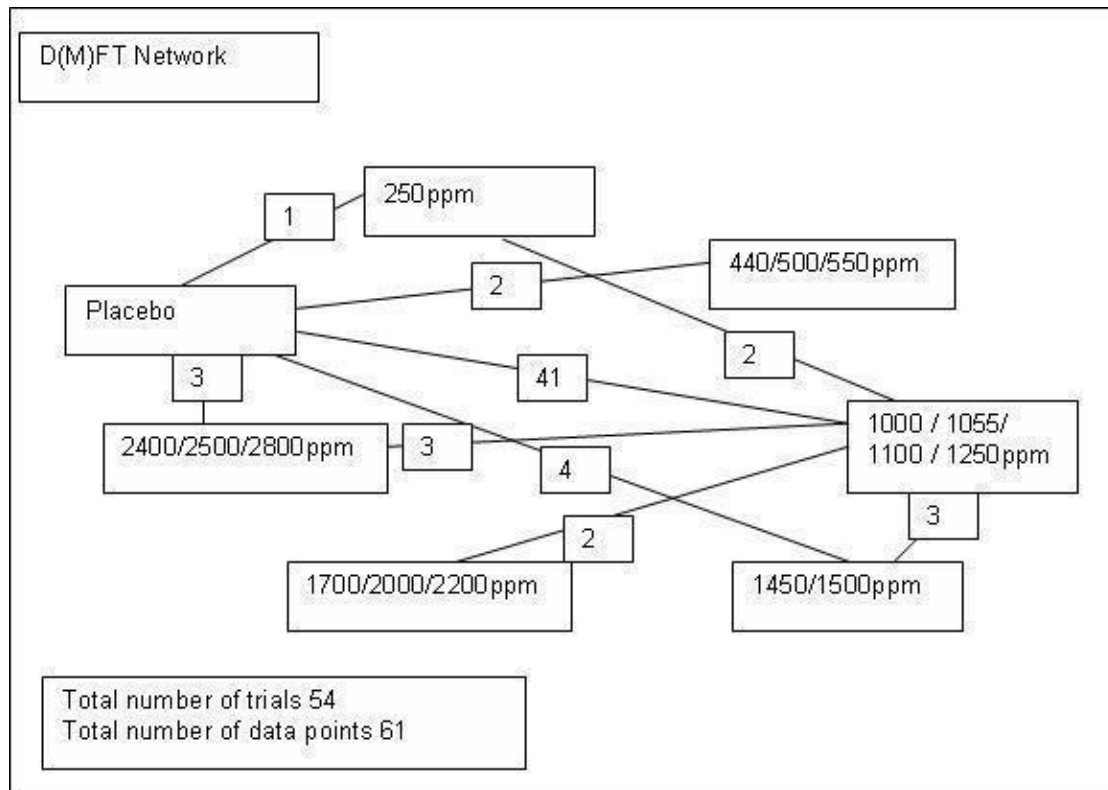 D(M)FT Network
250ppm
1
440/500/550ppm
2
Placebo
2
41
3
1000 / 1055/
1100 / 1250ppm
2400/2500/2800ppm
3
4
3
2
1700/2000/2200ppm
1450/1500ppm
Total number of trials 54
Total number of data points 61